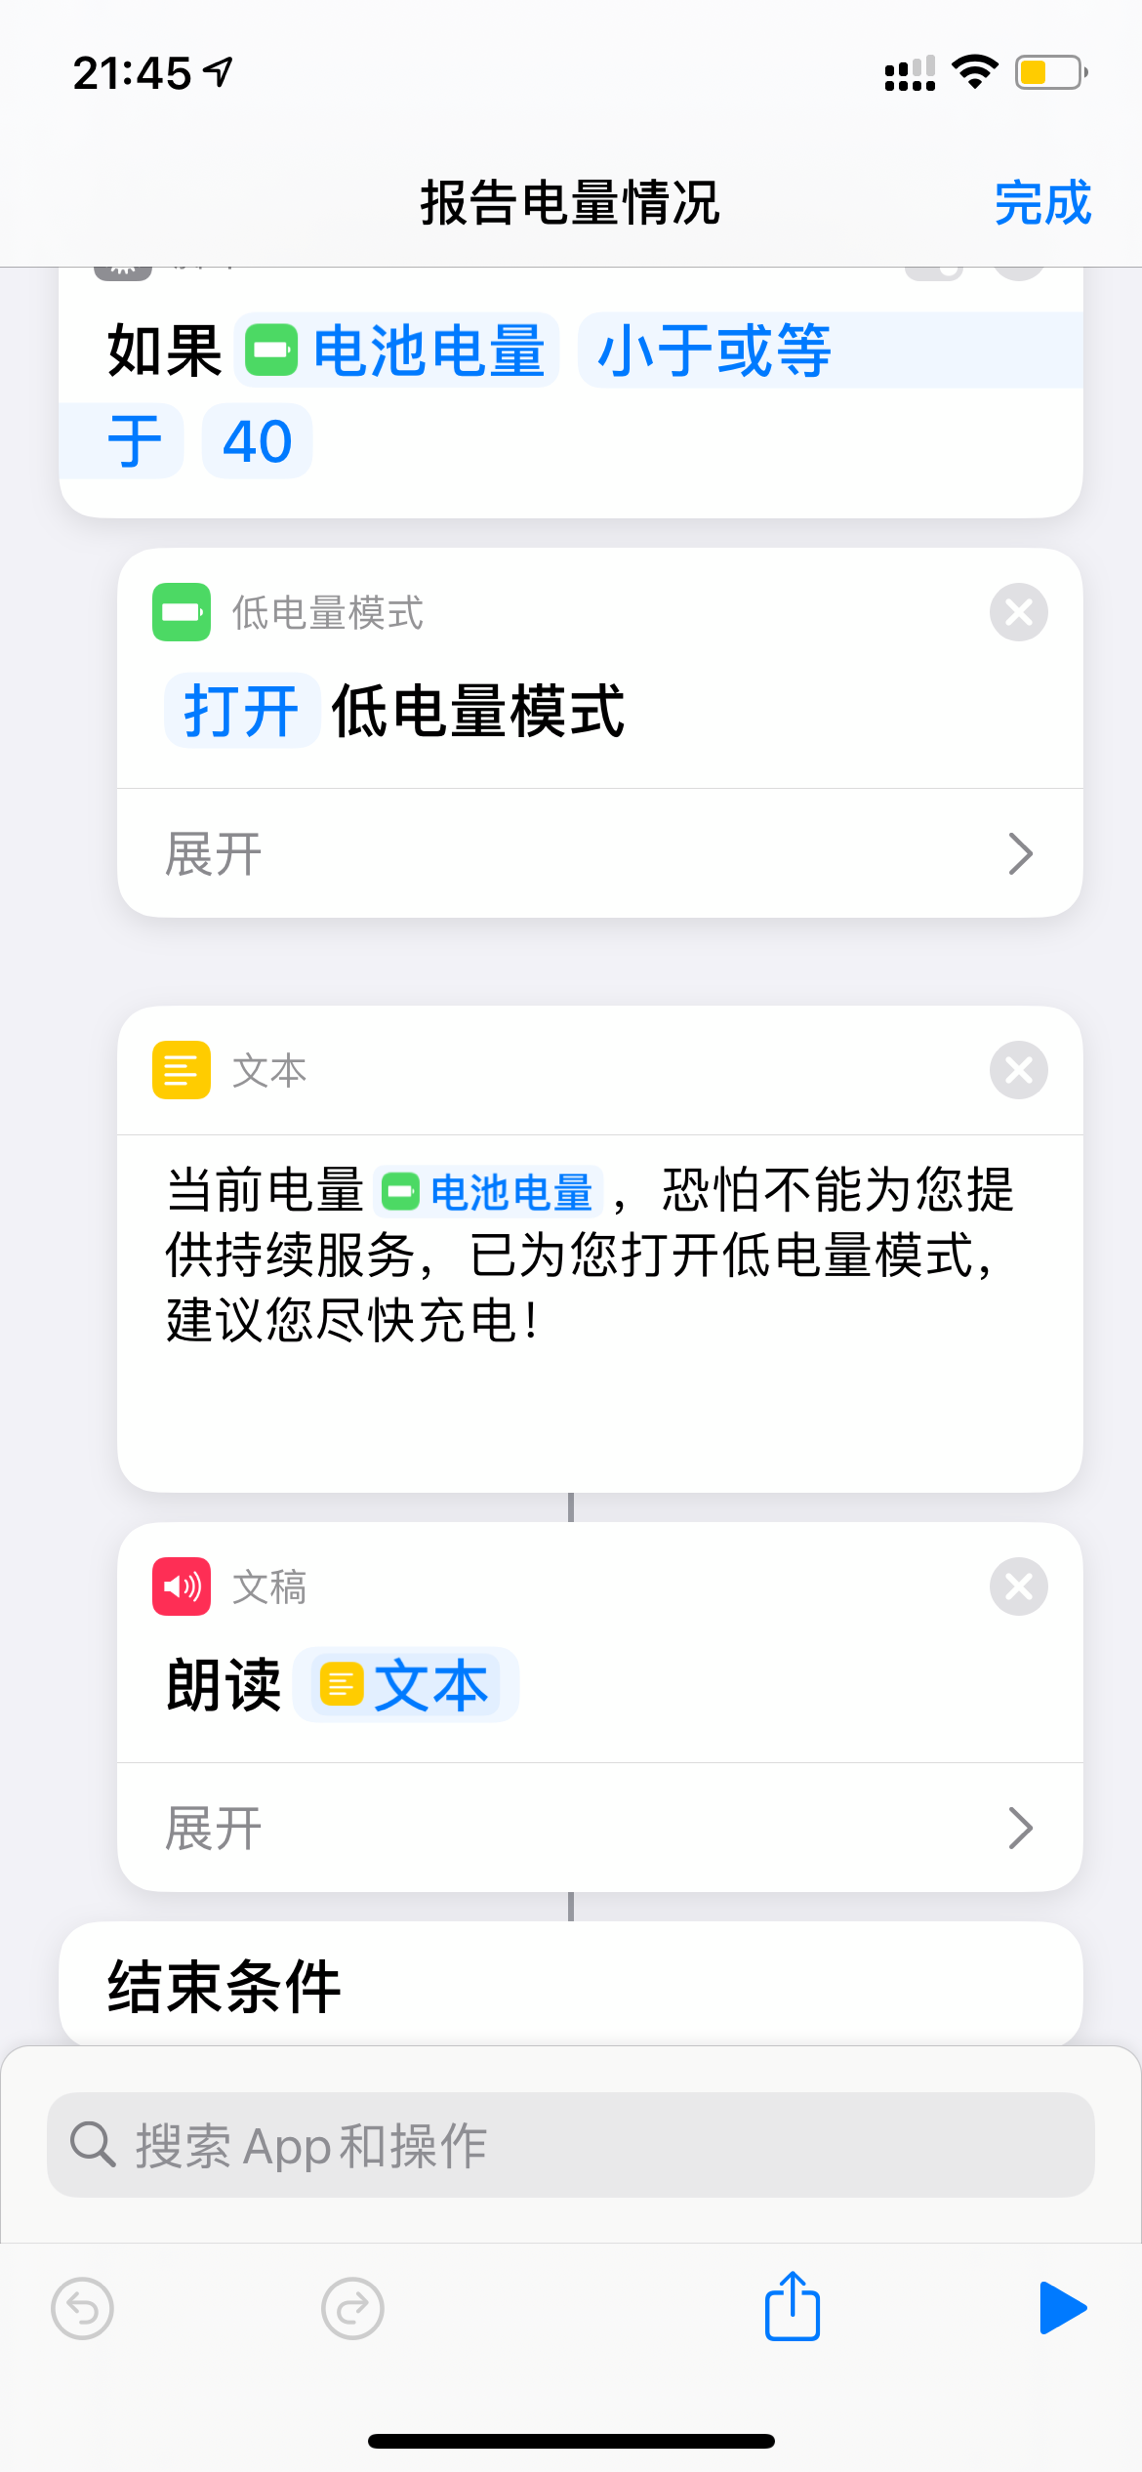 21:45
报告电量情况
完成
如果 电池电量 小于或等
于 40
低电量模式
打开 低电量模式
展开
文本
当前电量 电池电量 ，恐怕不能为您提
供持续服务，已为您打开低电量模式，
建议您尽快充电！
文稿
朗读 文本
展开
结束条件
搜索 App 和操作